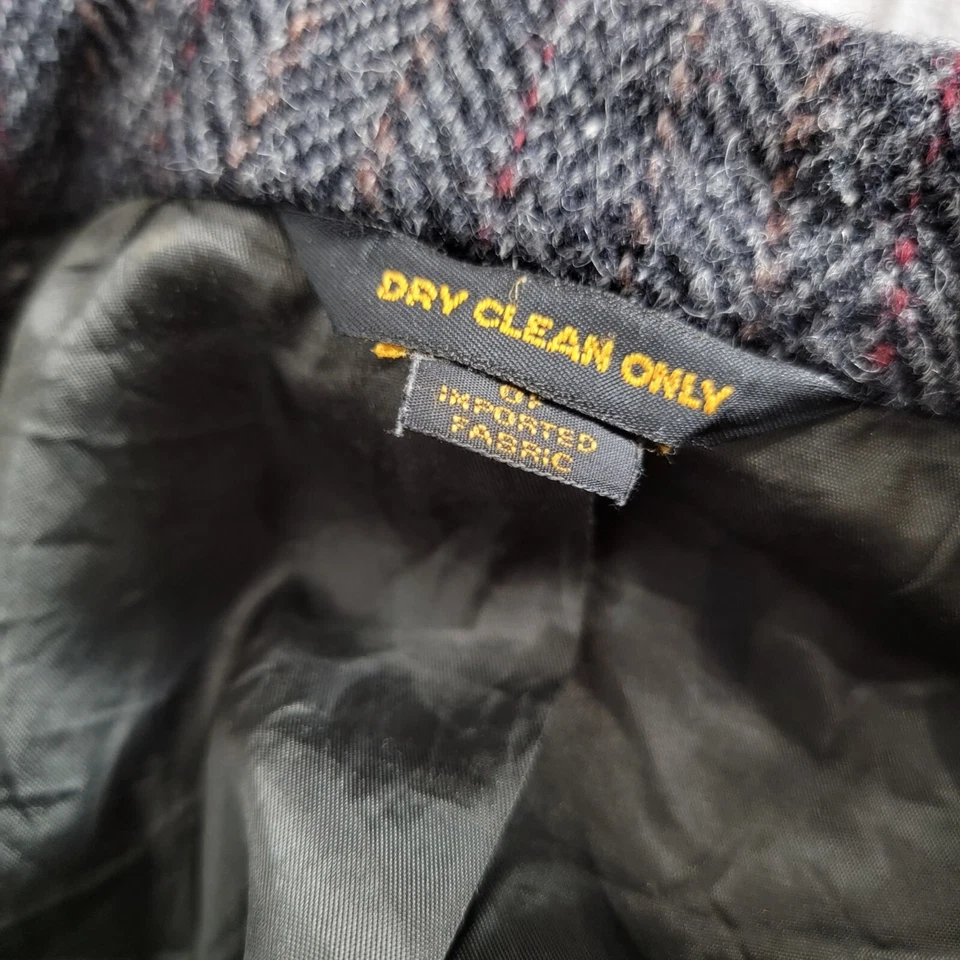 DRY CLEAN ONLY
OF
IMPORTED
FABRIC